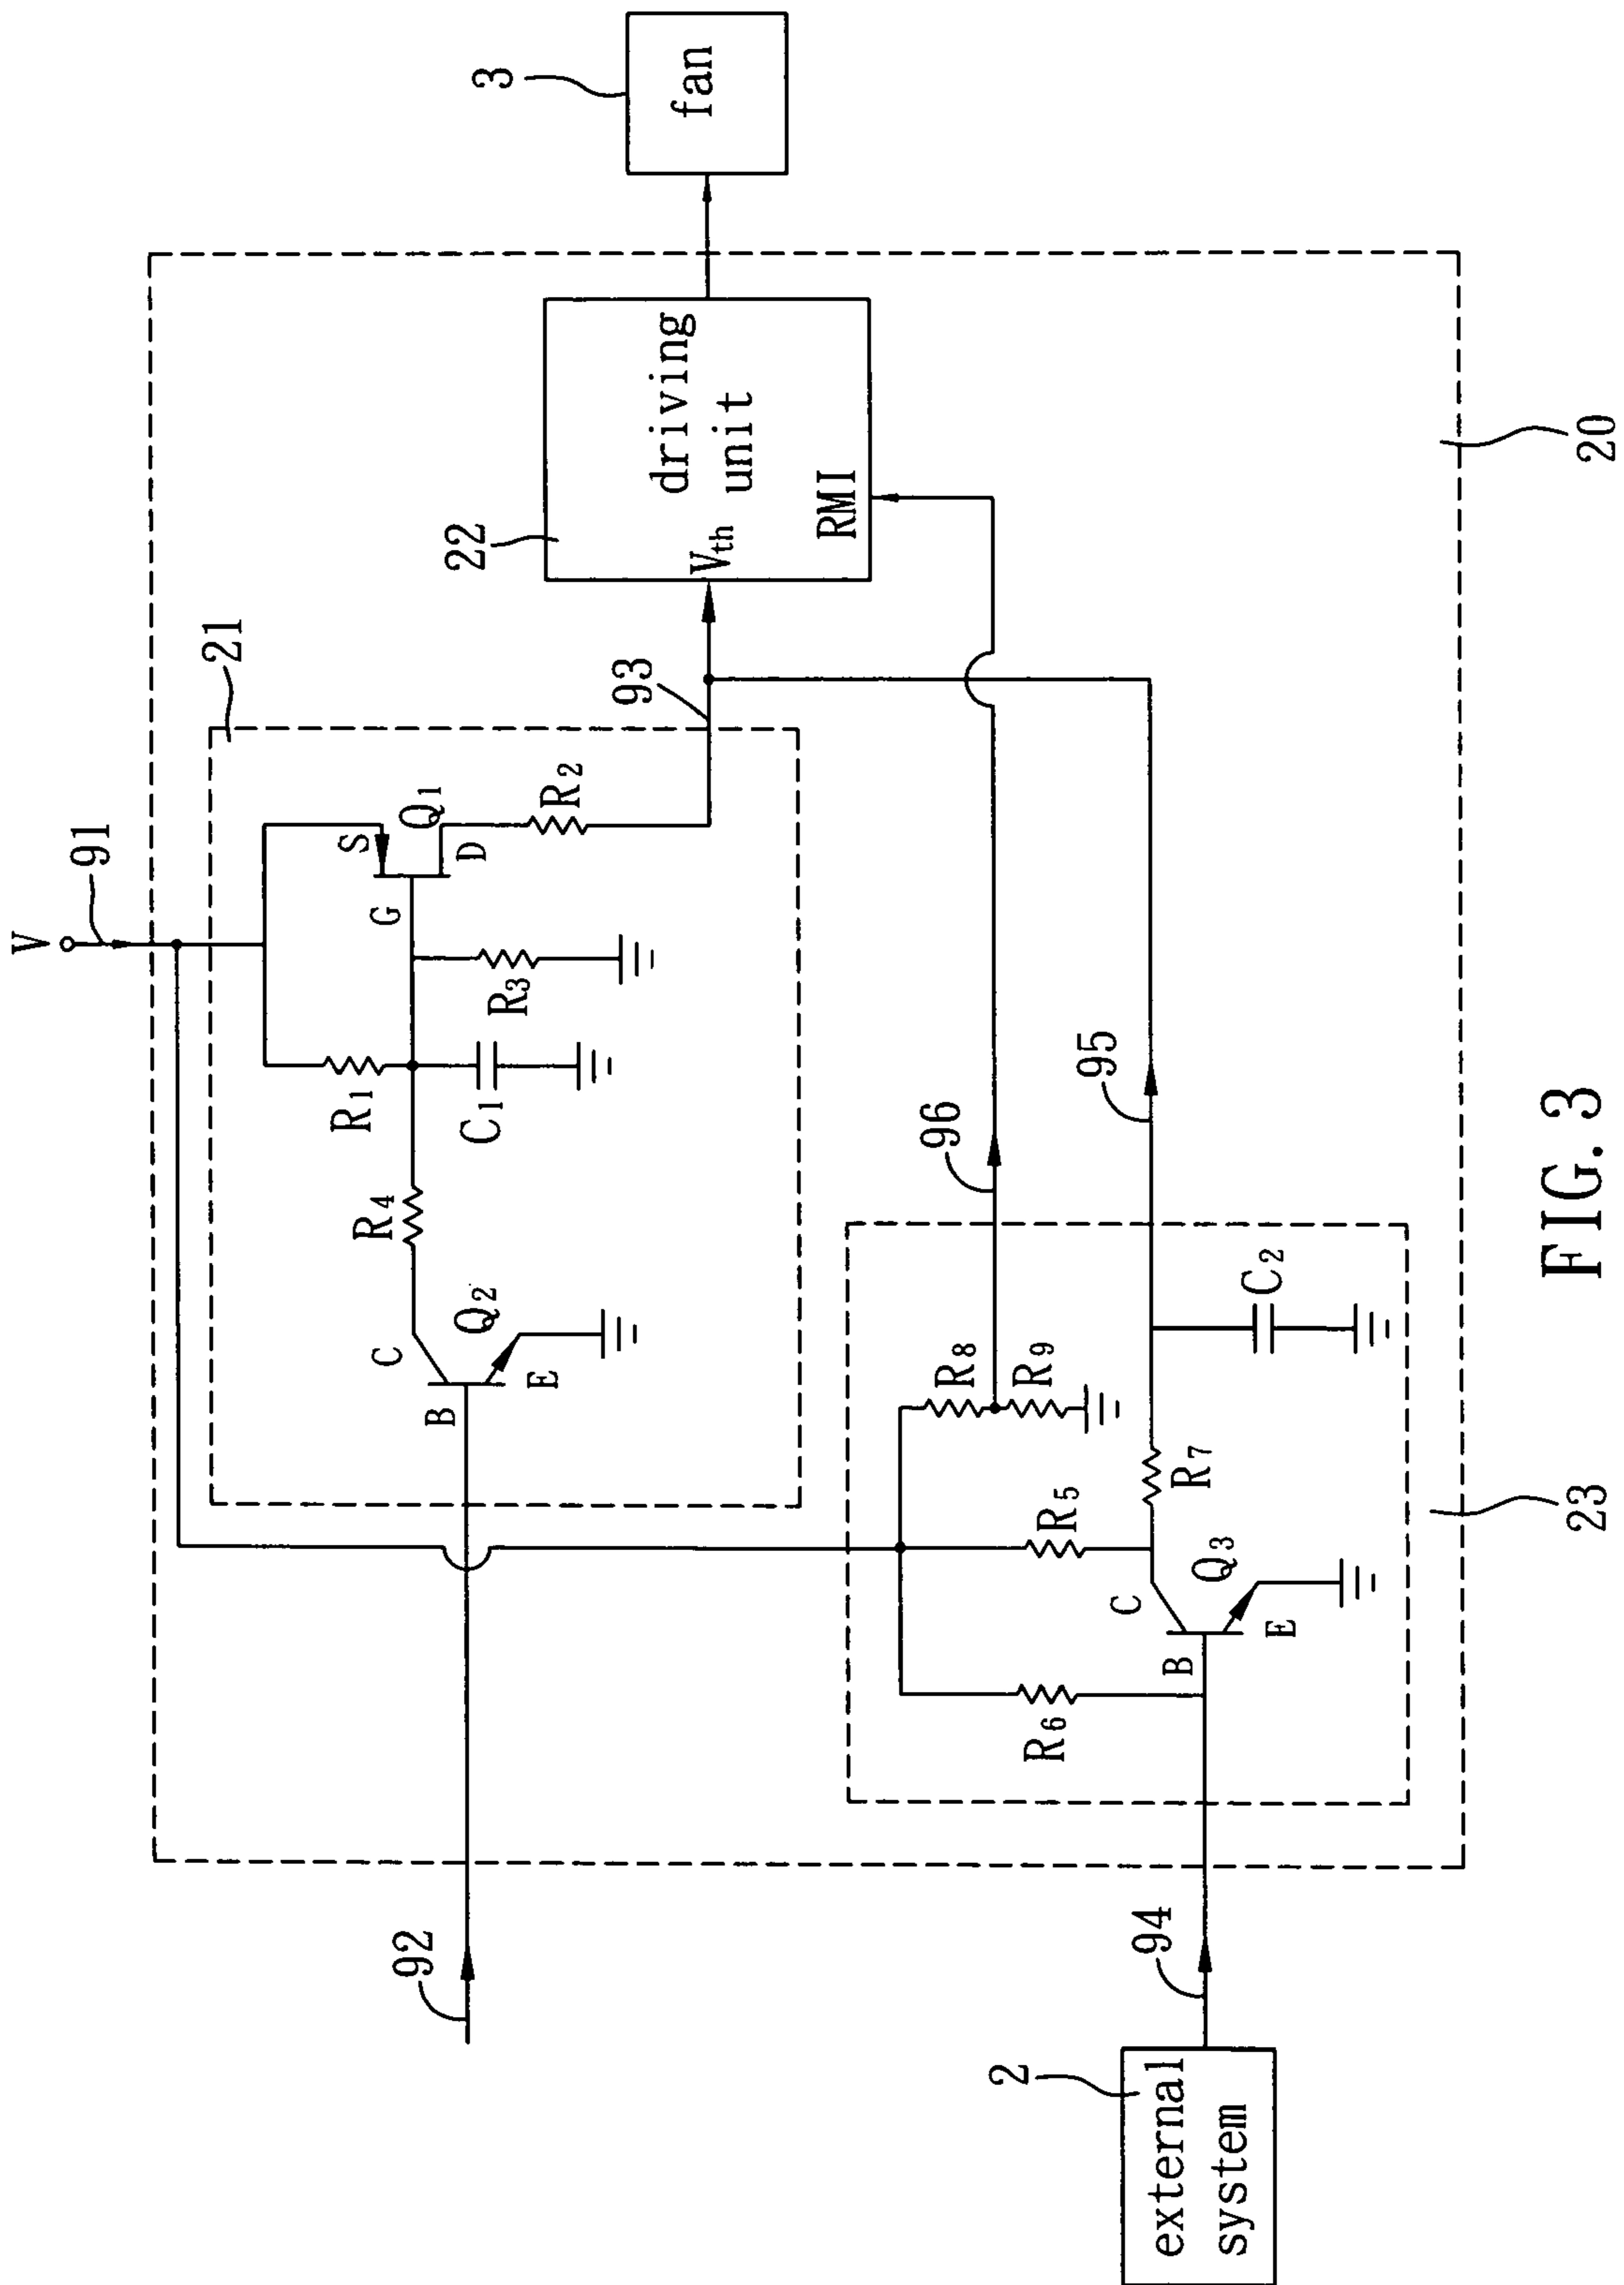 V
91
21
S
Q1
G
D
R2
R1
R3
C1
R4
Q2
C
B
E
92
93
22
driving
unit
Vth
RMI
3
fan
96
95
R8
R9
R5
R6
R7
C2
Q3
C
B
E
94
2
external
system
23
20
FIG. 3